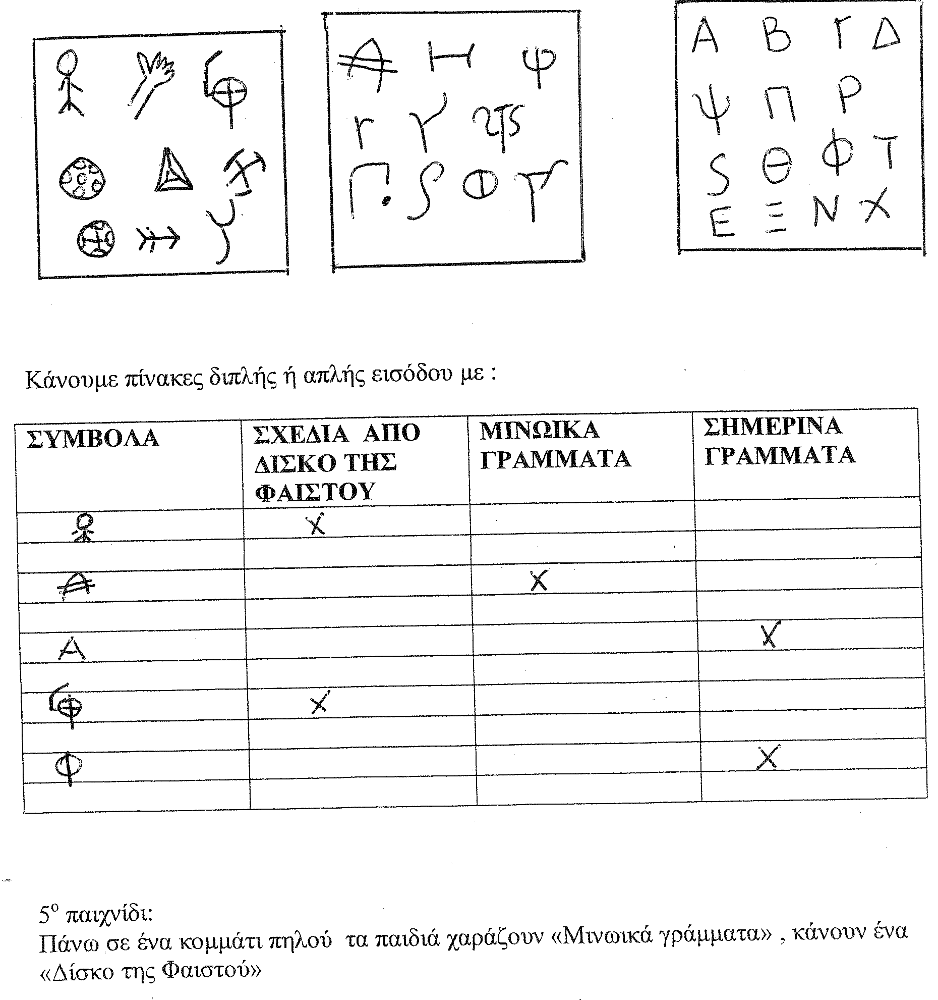 Α Β Γ Δ
Ψ Π Ρ
S Θ Φ Τ
Ε Ξ Ν Χ
Κάνουμε πίνακες διπλής ή απλής εισόδου με :
ΣΥΜΒΟΛΑ
ΣΧΕΔΙΑ ΑΠΟ
ΔΙΣΚΟ ΤΗΣ
ΦΑΙΣΤΟΥ
ΜΙΝΩΙΚΑ
ΓΡΑΜΜΑΤΑ
ΣΗΜΕΡΙΝΑ
ΓΡΑΜΜΑΤΑ
Χ
Χ
Α Χ
Χ
Φ Χ
5ο παιχνίδι:
Πάνω σε ένα κομμάτι πηλού τα παιδιά χαράζουν «Μινωικά γράμματα» , κάνουν ένα
«Δίσκο της Φαιστού»